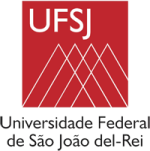 UFSJ
Universidade Federal
de São João del-Rei